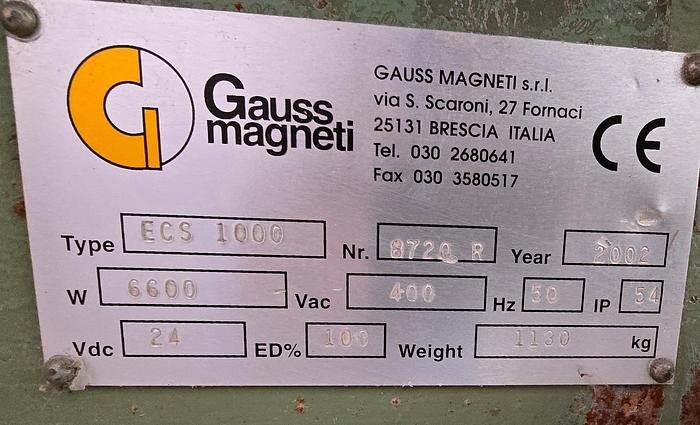 Gauss
magneti
GAUSS MAGNETI s.r.l.
via S. Scaroni, 27 Fornaci
25131 BRESCIA ITALIA
Tel. 030 2680641
Fax 030 3580517
CE
Type ECS 1000 Nr. 8720 R Year 2002
W 6600 Vac 400 Hz 50 IP 54
Vdc 24 ED% 100 Weight 1130 kg